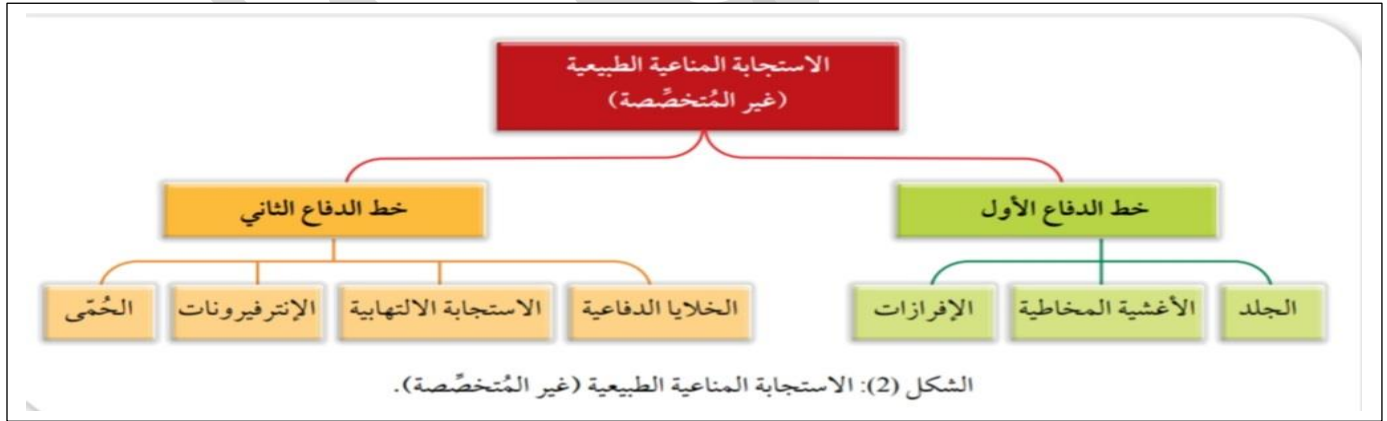 الاستجابة المناعية الطبيعية
(غير المُتخصِّصة)
خط الدفاع الأول
خط الدفاع الثاني
الجلد
الأغشية المخاطية
الإفرازات
الخلايا الدفاعية
الاستجابة الالتهابية
الإنترفيرونات
الحُمّى
الشكل (2): الاستجابة المناعية الطبيعية (غير المُتخصِّصة).